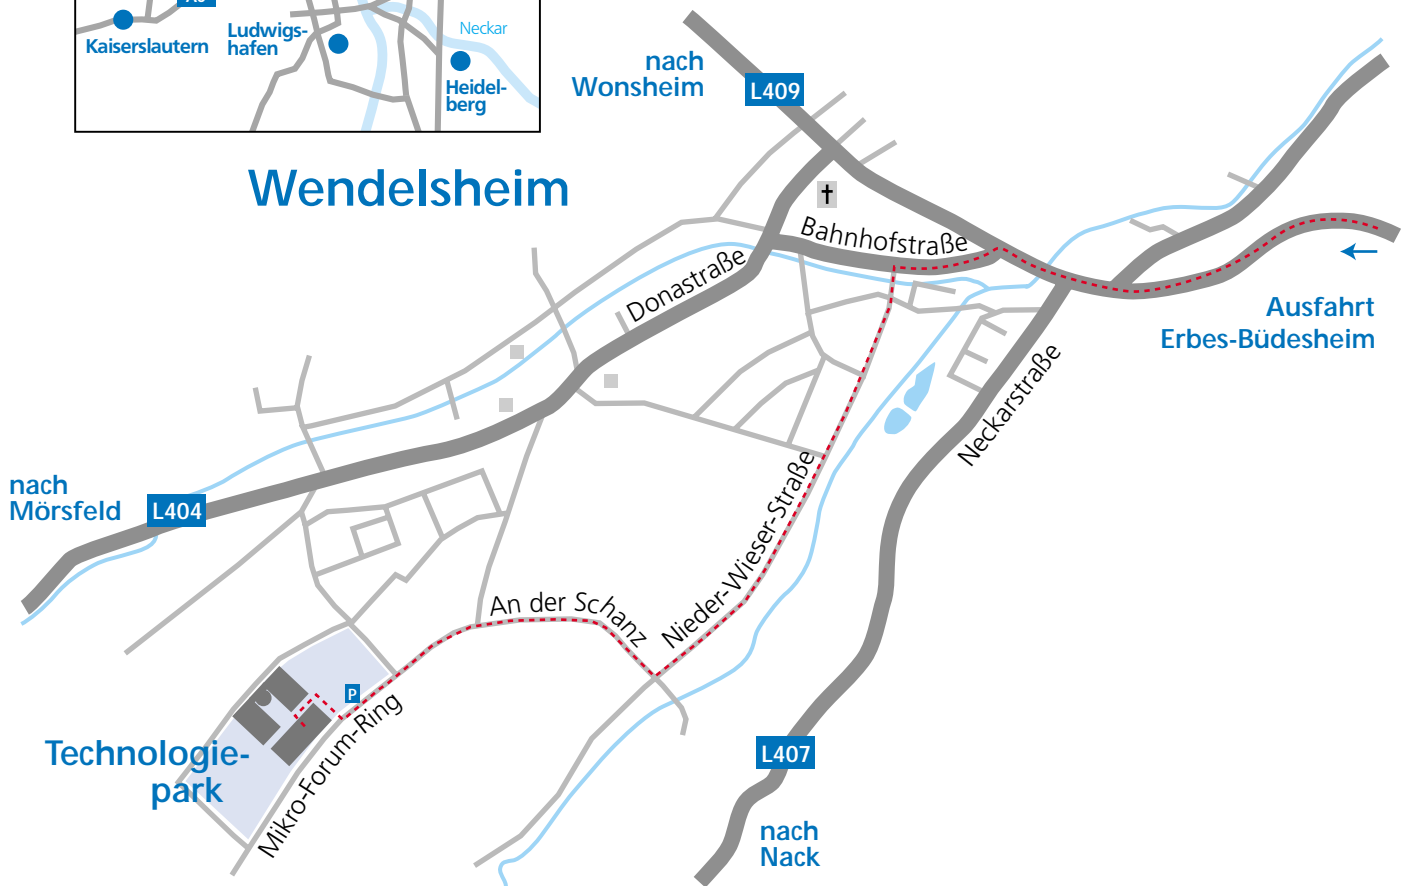 Kaiserslautern
Ludwigs-
hafen
Neckar
Heidel-
berg
nach
Wonsheim
L409
Wendelsheim
✝
Bahnhofstraße
Donastraße
Ausfahrt
Erbes-Büdesheim
Neckarstraße
nach
Mörsfeld
L404
Nieder-Wieser-Straße
An der Schanz
P
Mikro-Forum-Ring
Technologie-
park
L407
nach
Nack